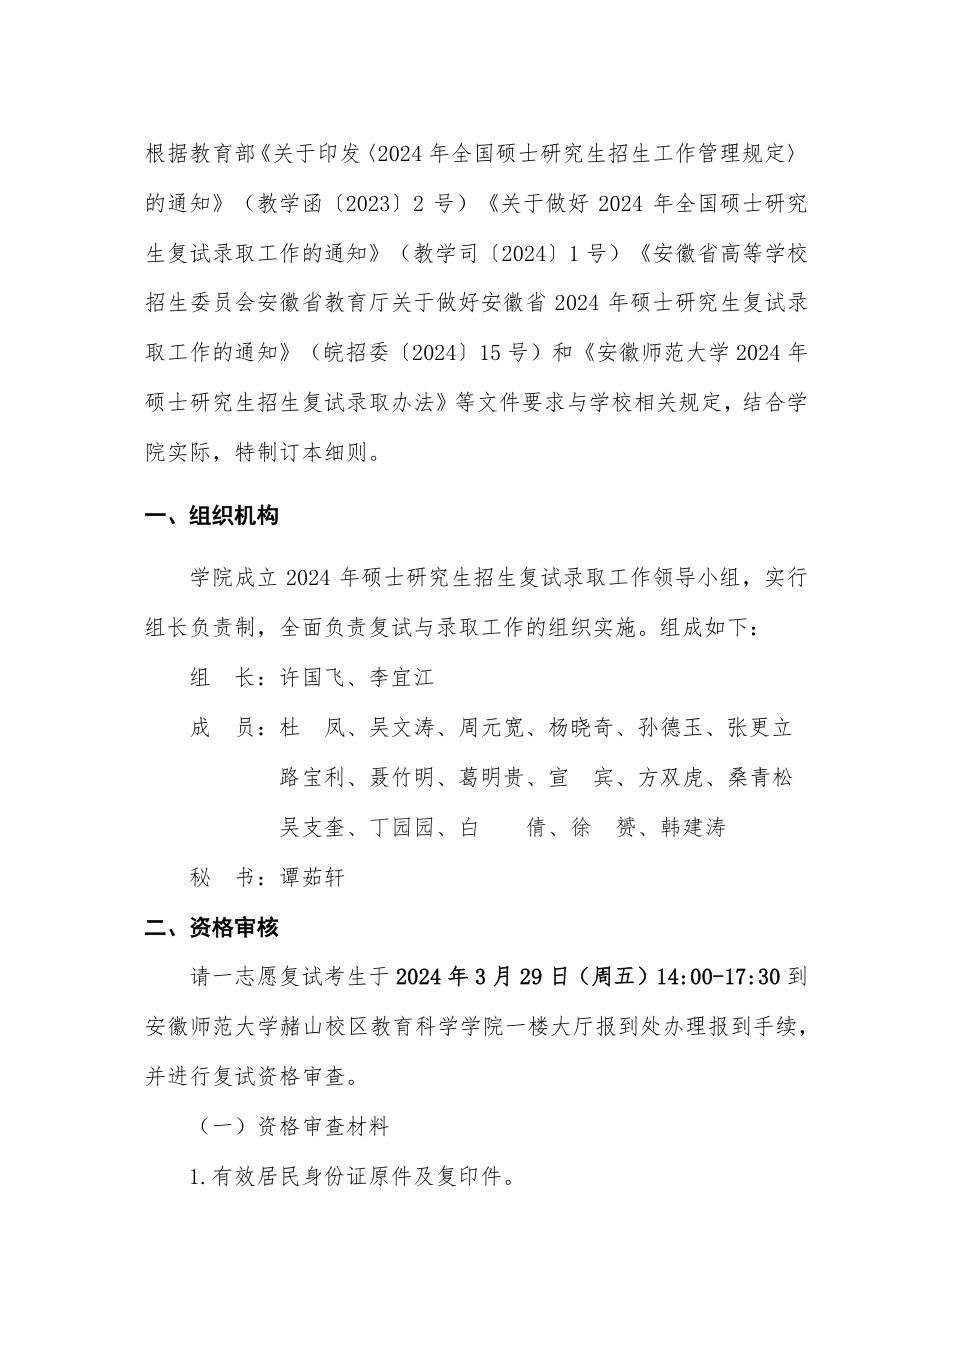 根据教育部《关于印发〈2024 年全国硕士研究生招生工作管理规定〉
的通知》（教学函〔2023〕2 号）《关于做好 2024 年全国硕士研究
生复试录取工作的通知》（教学司〔2024〕1 号）《安徽省高等学校
招生委员会安徽省教育厅关于做好安徽省 2024 年硕士研究生复试录
取工作的通知》（皖招委〔2024〕15 号）和《安徽师范大学 2024 年
硕士研究生招生复试录取办法》等文件要求与学校相关规定，结合学
院实际，特制订本细则。
一、组织机构
学院成立 2024 年硕士研究生招生复试录取工作领导小组，实行
组长负责制，全面负责复试与录取工作的组织实施。组成如下：
组　长：许国飞、李宜江
成　员：杜　凤、吴文涛、周元宽、杨晓奇、孙德玉、张更立
路宝利、聂竹明、葛明贵、宣　宾、方双虎、桑青松
吴支奎、丁园园、白　　倩、徐　赟、韩建涛
秘　书：谭茹轩
二、资格审核
请一志愿复试考生于 2024 年 3 月 29 日（周五）14:00-17:30 到
安徽师范大学赭山校区教育科学学院一楼大厅报到处办理报到手续，
并进行复试资格审查。
（一）资格审查材料
1.有效居民身份证原件及复印件。